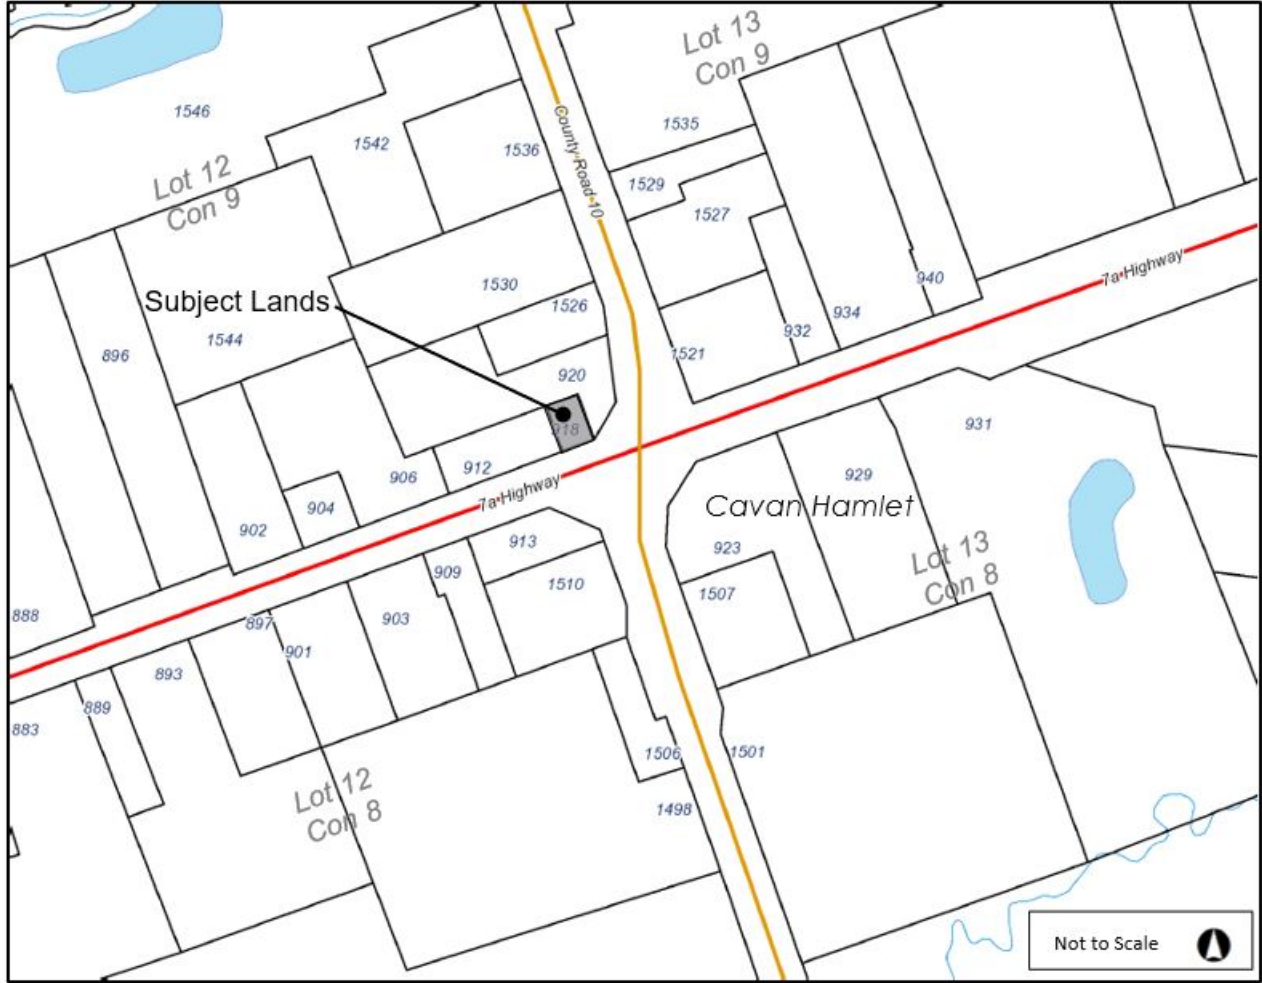 Lot 13
Con 9
1546
1535
1542
1536
County Road 10
Lot 12
Con 9
1529
1527
7a Highway
940
1530
Subject Lands
1526
934
932
1544
896
1521
920
931
918
912
906
929
7a Highway
Cavan Hamlet
904
902
913
923
Lot 13
Con 8
909
1510
1507
888
903
897
901
893
889
883
1506
1501
Lot 12
Con 8
1498
Not to Scale